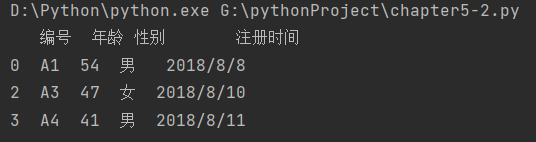 D:\Python\python.exe G:\pythonProject\chapter5-2.py
编号 年龄 性别 注册时间
0 A1 54 男 2018/8/8
2 A3 47 女 2018/8/10
3 A4 41 男 2018/8/11